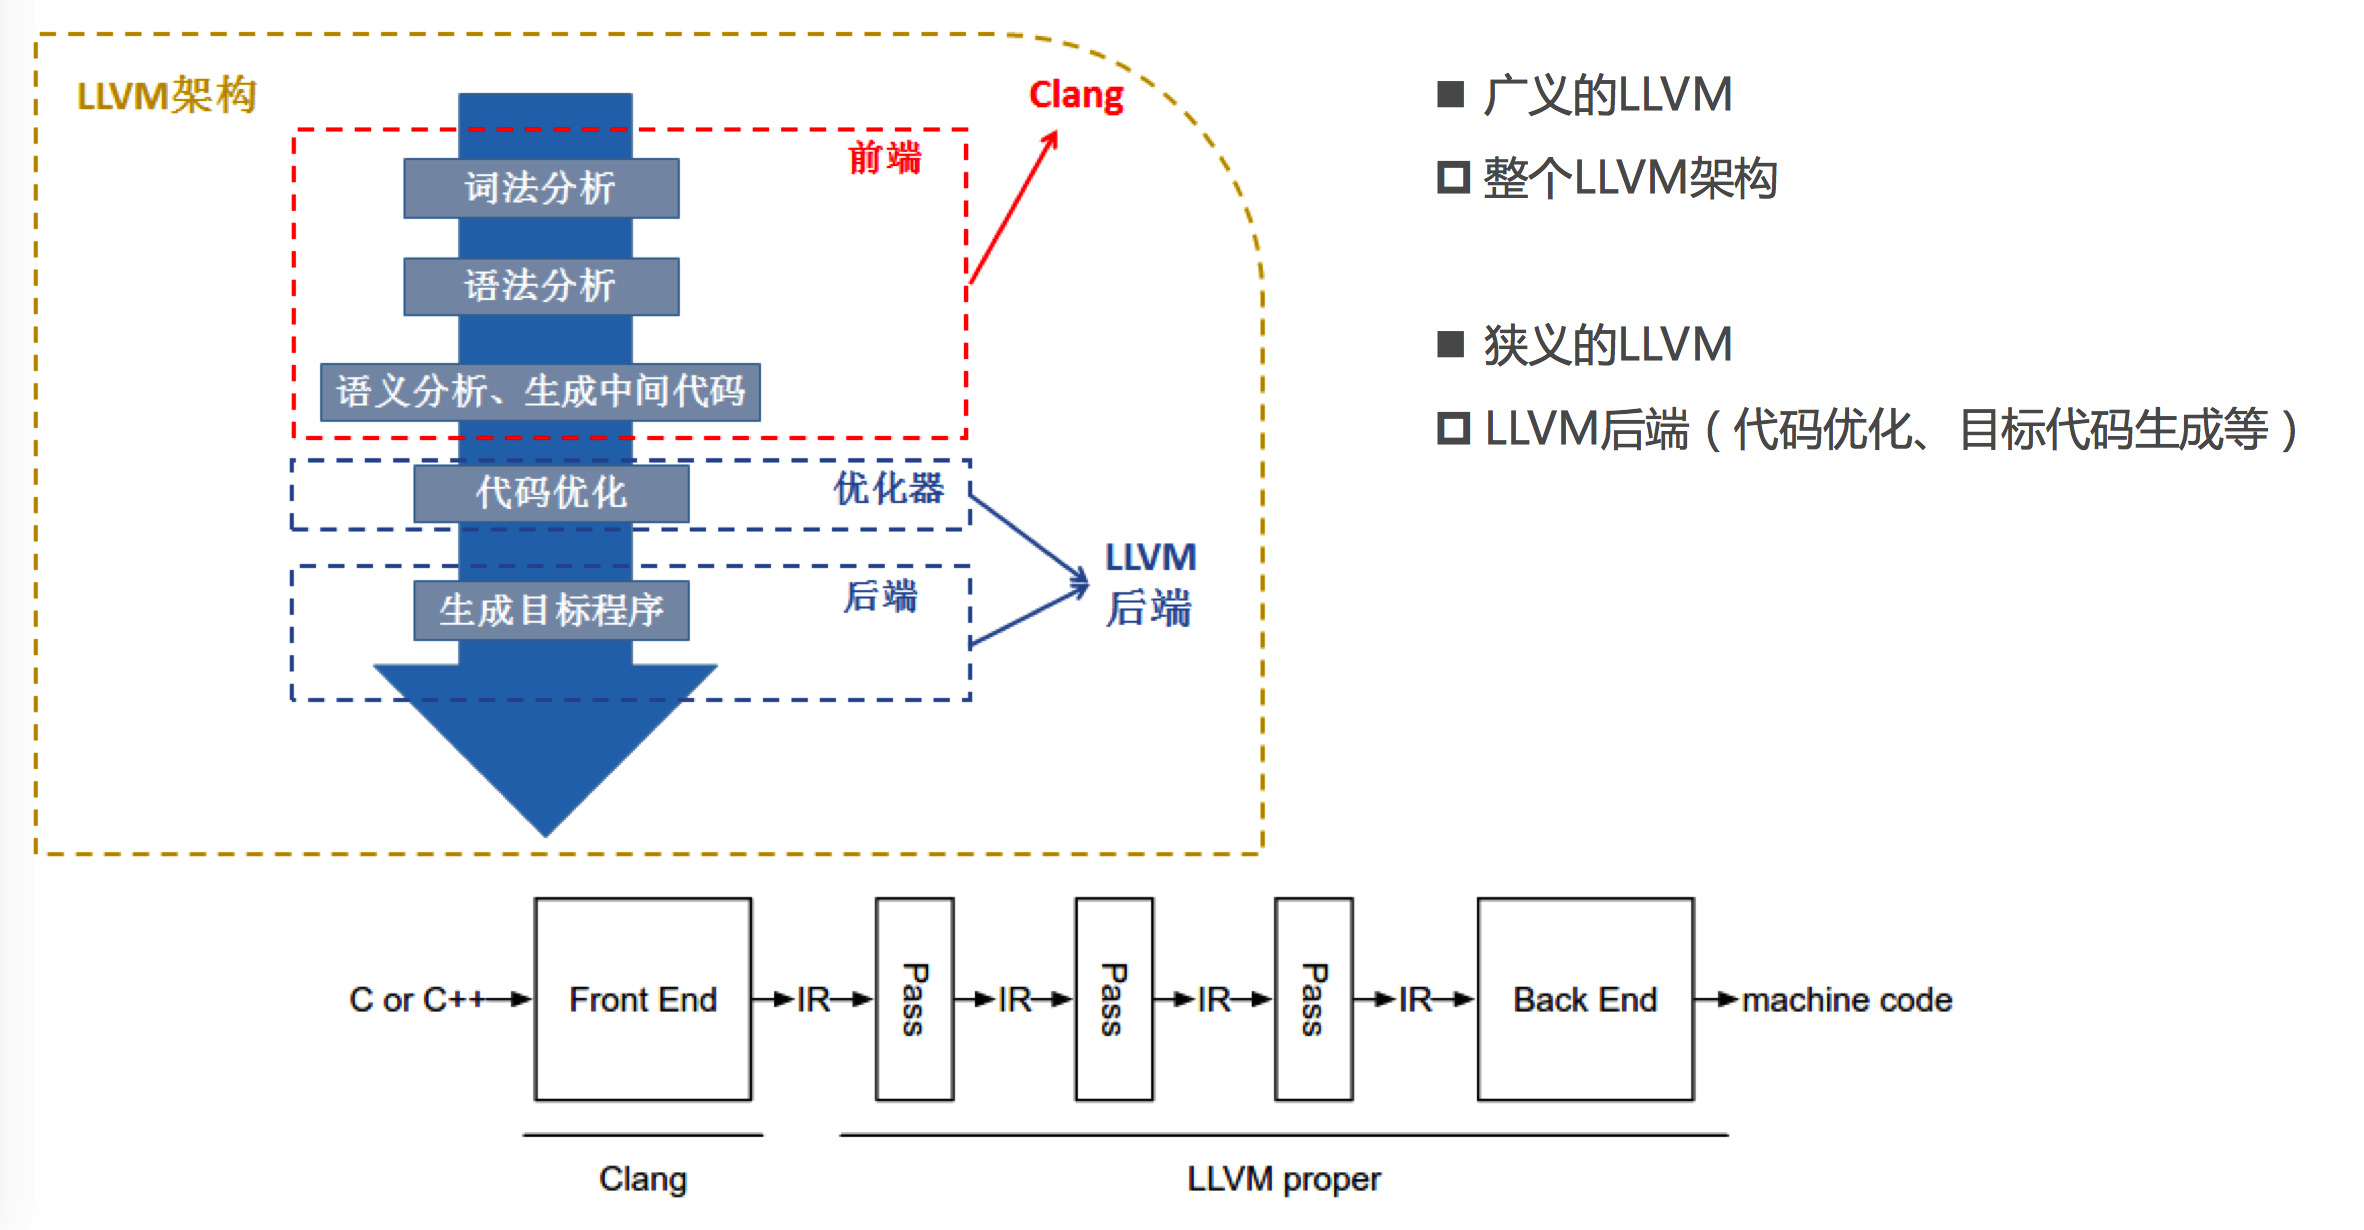 LLVM架构
Clang
前端
词法分析
语法分析
语义分析、生成中间代码
代码优化
优化器
生成目标程序
后端
LLVM
后端
广义的LLVM
整个LLVM架构
狭义的LLVM
LLVM后端（代码优化、目标代码生成等）
C or C++
Front End
IR
Pass
IR
Pass
IR
Pass
IR
Back End
machine code
Clang
LLVM proper